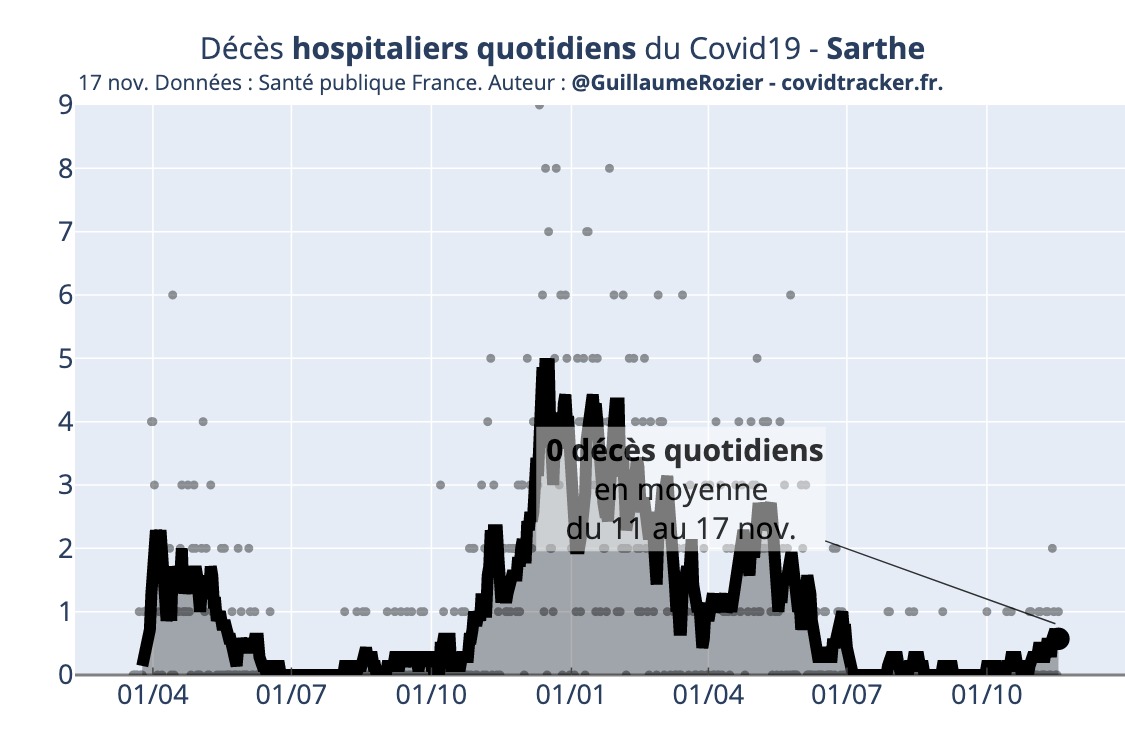 Décès hospitaliers quotidiens du Covid19 - Sarthe
17 nov. Données : Santé publique France. Auteur : @GuillaumeRozier - covidtracker.fr.
9
8
7
6
5
4
3
2
1
0
0 décès quotidiens
en moyenne
du 11 au 17 nov.
01/04 01/07 01/10 01/01 01/04 01/07 01/10